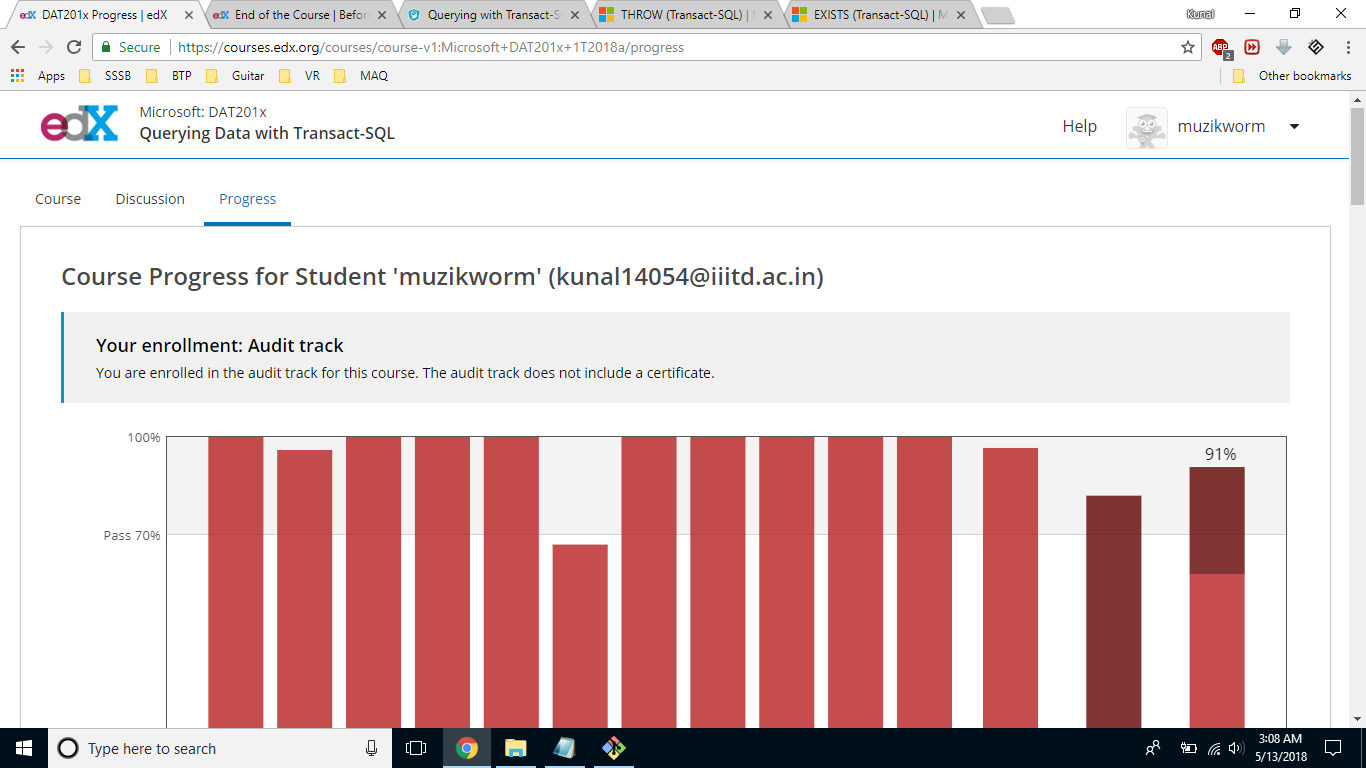 DAT201x Progress | edX
edX End of the Course | Befor
Querying with Transact-S
THROW (Transact-SQL) |
EXISTS (Transact-SQL) | M
Kunal
Secure
https://courses.edx.org/courses/course-v1:Microsoft+DAT201x+1T2018a/progress
ABP
2
Apps SSSB BTP Guitar VR MAQ Other bookmarks
edX
Microsoft: DAT201x
Querying Data with Transact-SQL
Help
muzikworm
Course Discussion Progress
Course Progress for Student 'muzikworm' (kunal14054@iiitd.ac.in)
Your enrollment: Audit track
You are enrolled in the audit track for this course. The audit track does not include a certificate.
100%
91%
Pass 70%
Type here to search
3:08 AM
5/13/2018